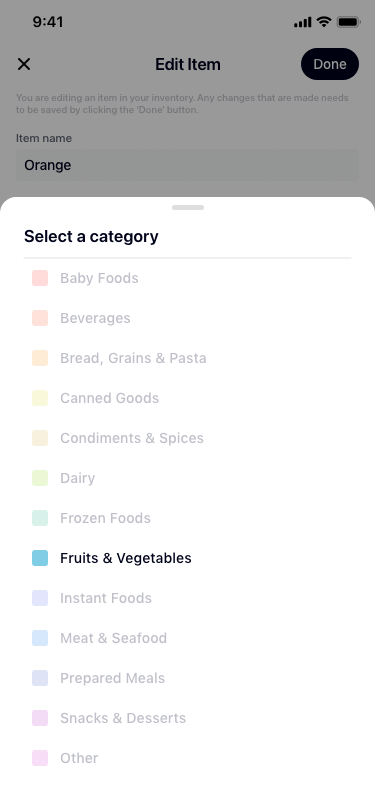 9:41
Edit Item
Done
You are editing an item in your inventory. Any changes that are made needs
to be saved by clicking the 'Done' button.
Item name
Orange
Select a category
Baby Foods
Beverages
Bread, Grains & Pasta
Canned Goods
Condiments & Spices
Dairy
Frozen Foods
Fruits & Vegetables
Instant Foods
Meat & Seafood
Prepared Meals
Snacks & Desserts
Other